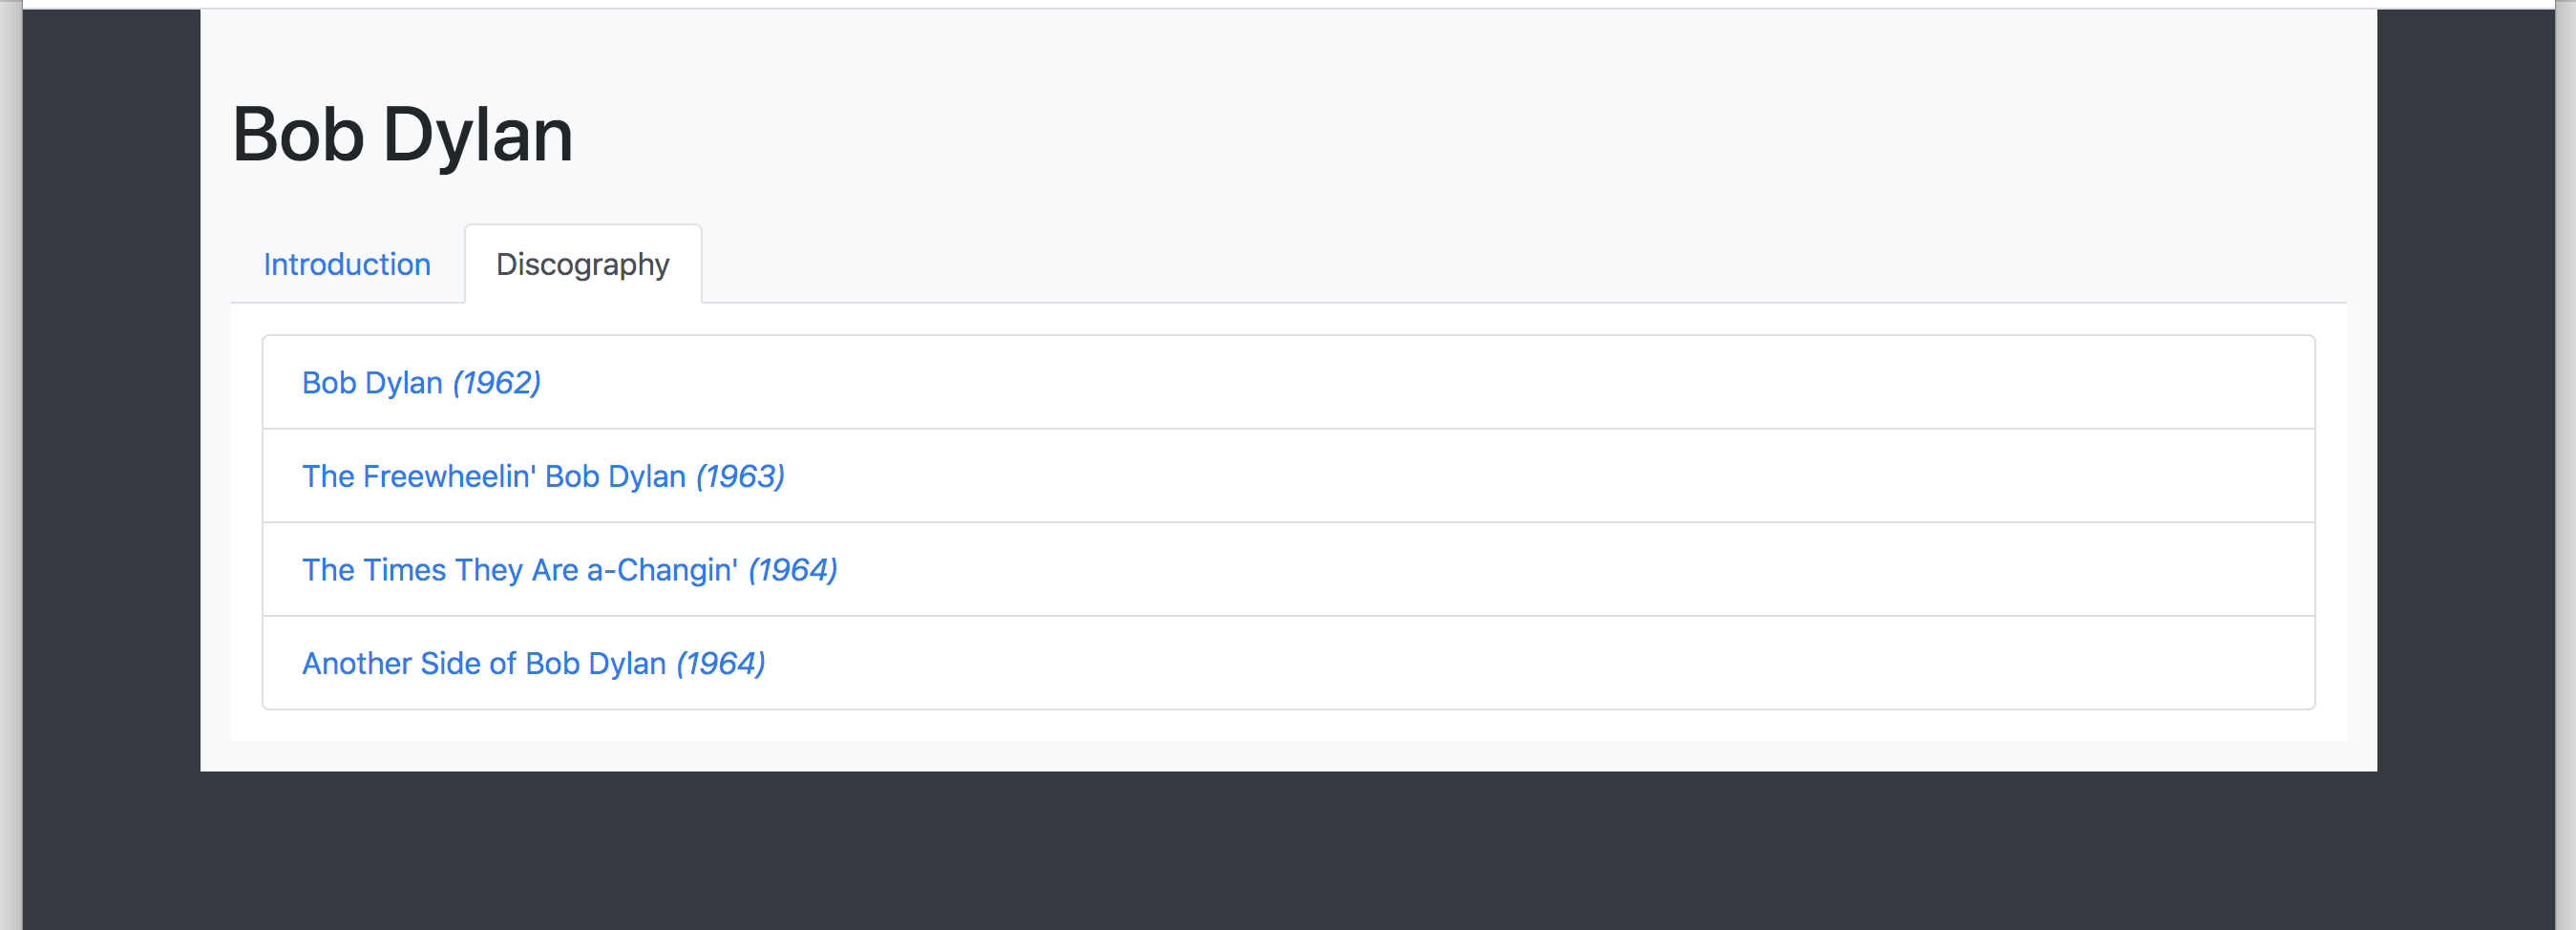 Bob Dylan
Introduction
Discography
Bob Dylan (1962)
The Freewheelin' Bob Dylan (1963)
The Times They Are a-Changin' (1964)
Another Side of Bob Dylan (1964)